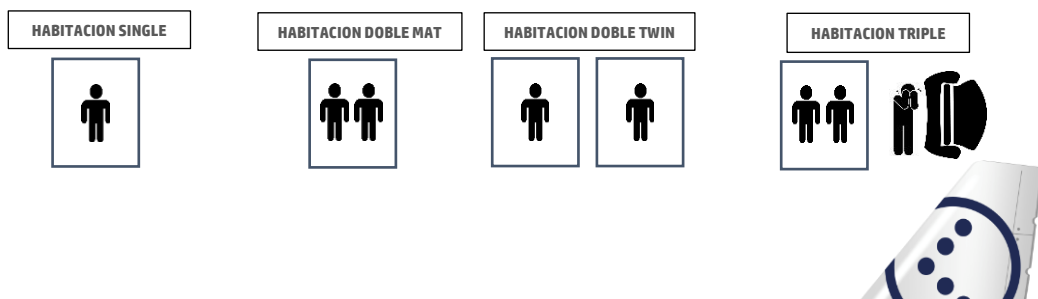 HABITACION SINGLE
HABITACION DOBLE MAT
HABITACION DOBLE TWIN
HABITACION TRIPLE